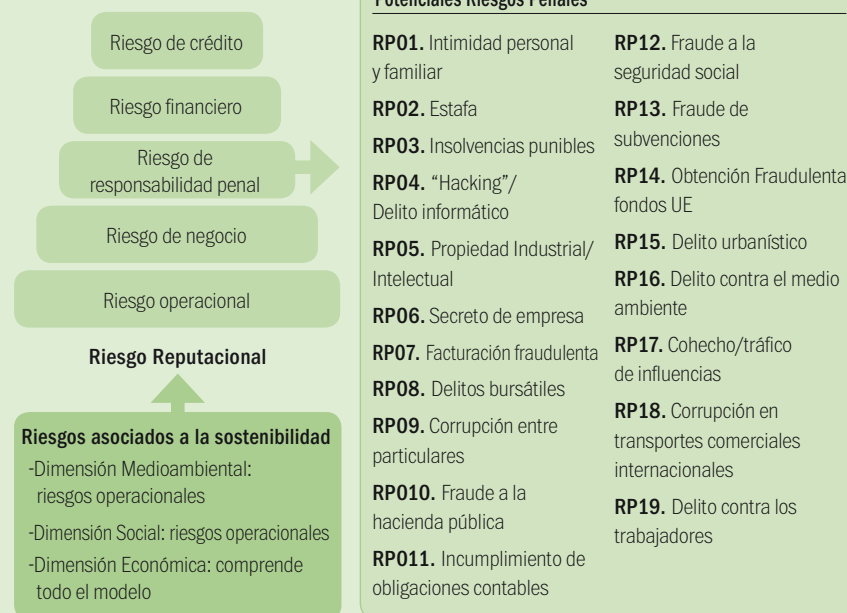 Riesgo de crédito
Riesgo financiero
Riesgo de
responsabilidad penal
Riesgo de negocio
Riesgo operacional
Riesgo Reputacional
Riesgos asociados a la sostenibilidad
-Dimensión Medioambiental:
riesgos operacionales
-Dimensión Social: riesgos operacionales
-Dimensión Económica: comprende
todo el modelo
Potenciales Riesgos Penales
RP01. Intimidad personal
y familiar
RP02. Estafa
RP03. Insolvencias punibles
RP04. “Hacking”/
Delito informático
RP05. Propiedad Industrial/
Intelectual
RP06. Secreto de empresa
RP07. Facturación fraudulenta
RP08. Delitos bursátiles
RP09. Corrupción entre
particulares
RP010. Fraude a la
hacienda pública
RP011. Incumplimiento de
obligaciones contables
RP12. Fraude a la
seguridad social
RP13. Fraude de
subvenciones
RP14. Obtención Fraudulenta
fondos UE
RP15. Delito urbanístico
RP16. Delito contra el medio
ambiente
RP17. Cohecho/tráfico
de influencias
RP18. Corrupción en
transportes comerciales
internacionales
RP19. Delito contra los
trabajadores